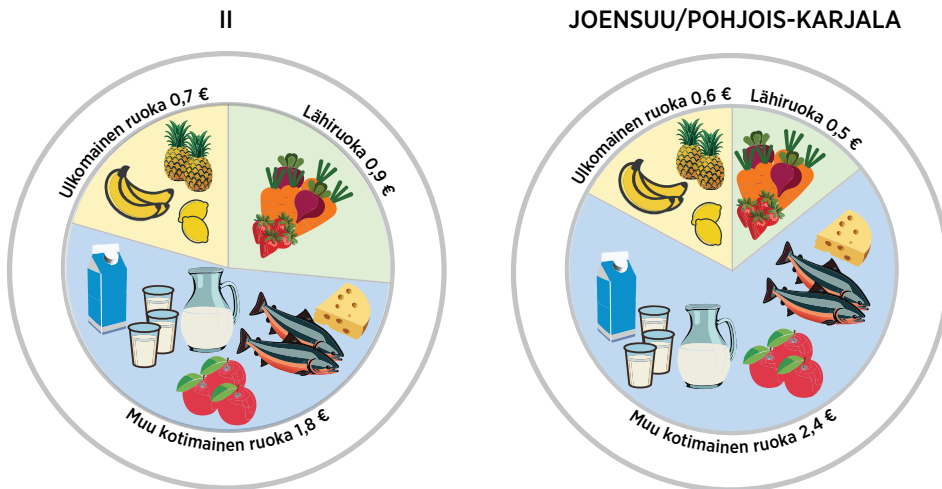 II
Ulkomainen ruoka 0,7 €
Lähiruoka 0,9 €
Muu kotimainen ruoka 1,8 €
JOENSUU/POHJOIS-KARJALA
Ulkomainen ruoka 0,6 €
Lähiruoka 0,5 €
Muu kotimainen ruoka 2,4 €